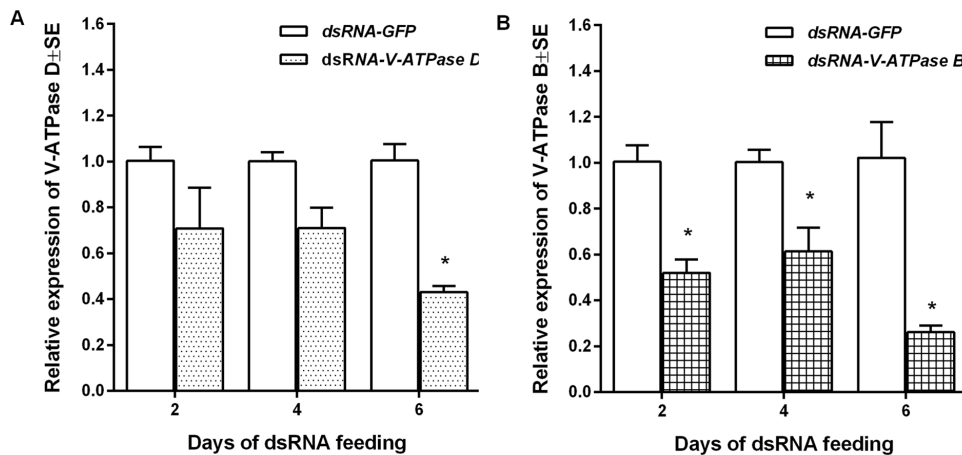 A
Relative expression of V-ATPase D±SE
1.6
1.4
1.2
1.0
0.8
0.6
0.4
0.2
0.0
dsRNA-GFP
dsRNA-V-ATPase D
*
2 4 6
Days of dsRNA feeding
B
Relative expression of V-ATPase B±SE
1.6
1.4
1.2
1.0
0.8
0.6
0.4
0.2
0.0
dsRNA-GFP
dsRNA-V-ATPase B
* * *
2 4 6
Days of dsRNA feeding